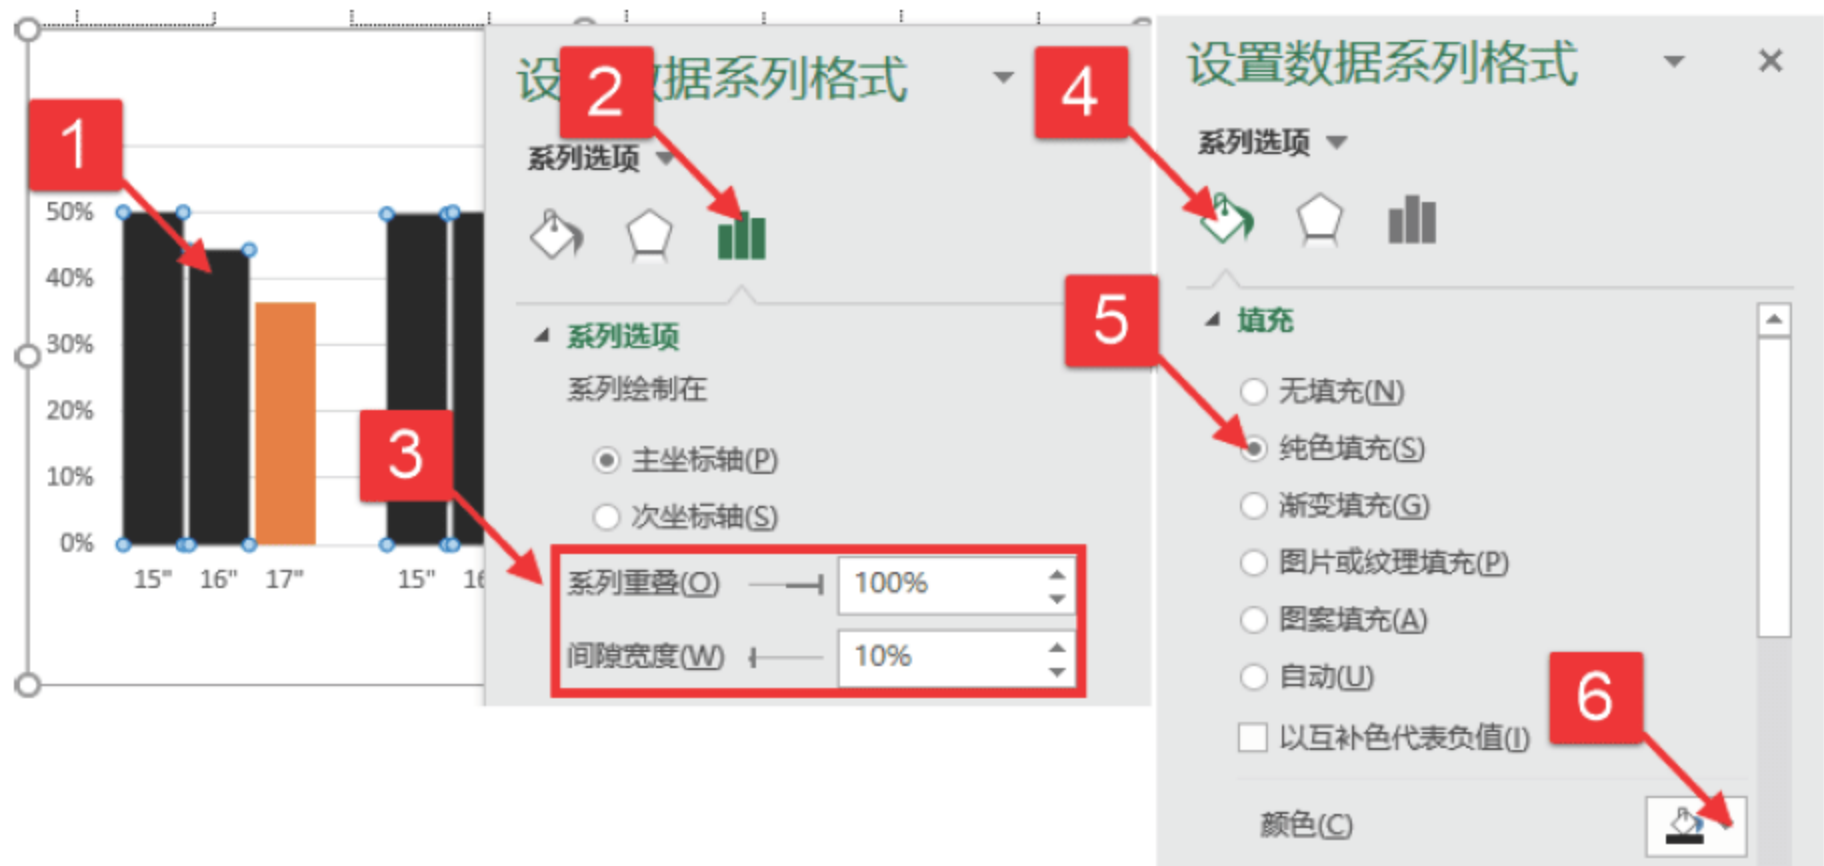 1
50%
40%
30%
20%
10%
0%
15" 16" 17" 15"
2
设 数据系列格式
系列选项
系列选项
系列绘制在
主坐标轴(P)
次坐标轴(S)
3
系列重叠(O) 100%
间隙宽度(W) 10%
4
设置数据系列格式
系列选项
5
填充
无填充(N)
纯色填充(S)
渐变填充(G)
图片或纹理填充(P)
图案填充(A)
自动(U)
以互补色代表负值(I)
6
颜色(C)